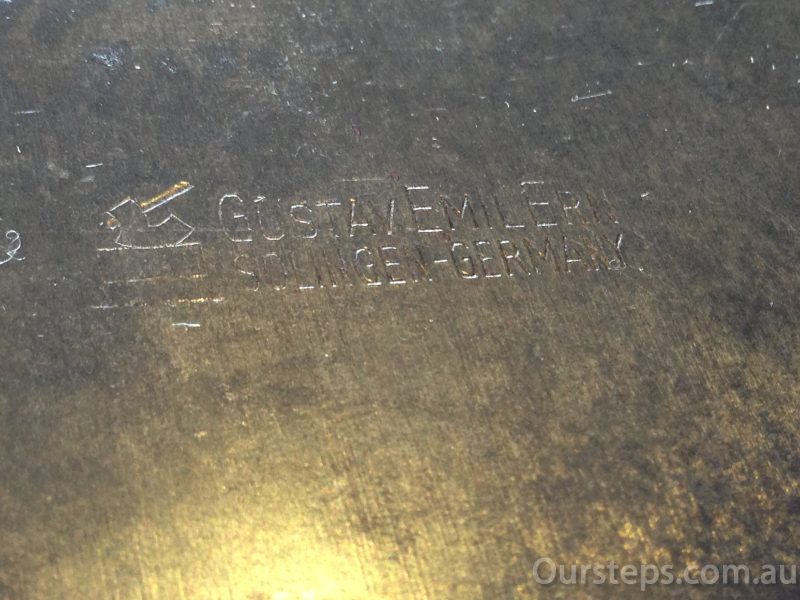 GUSTAV EMIL ERN
SOLINGEN-GERMANY
Oursteps.com.au